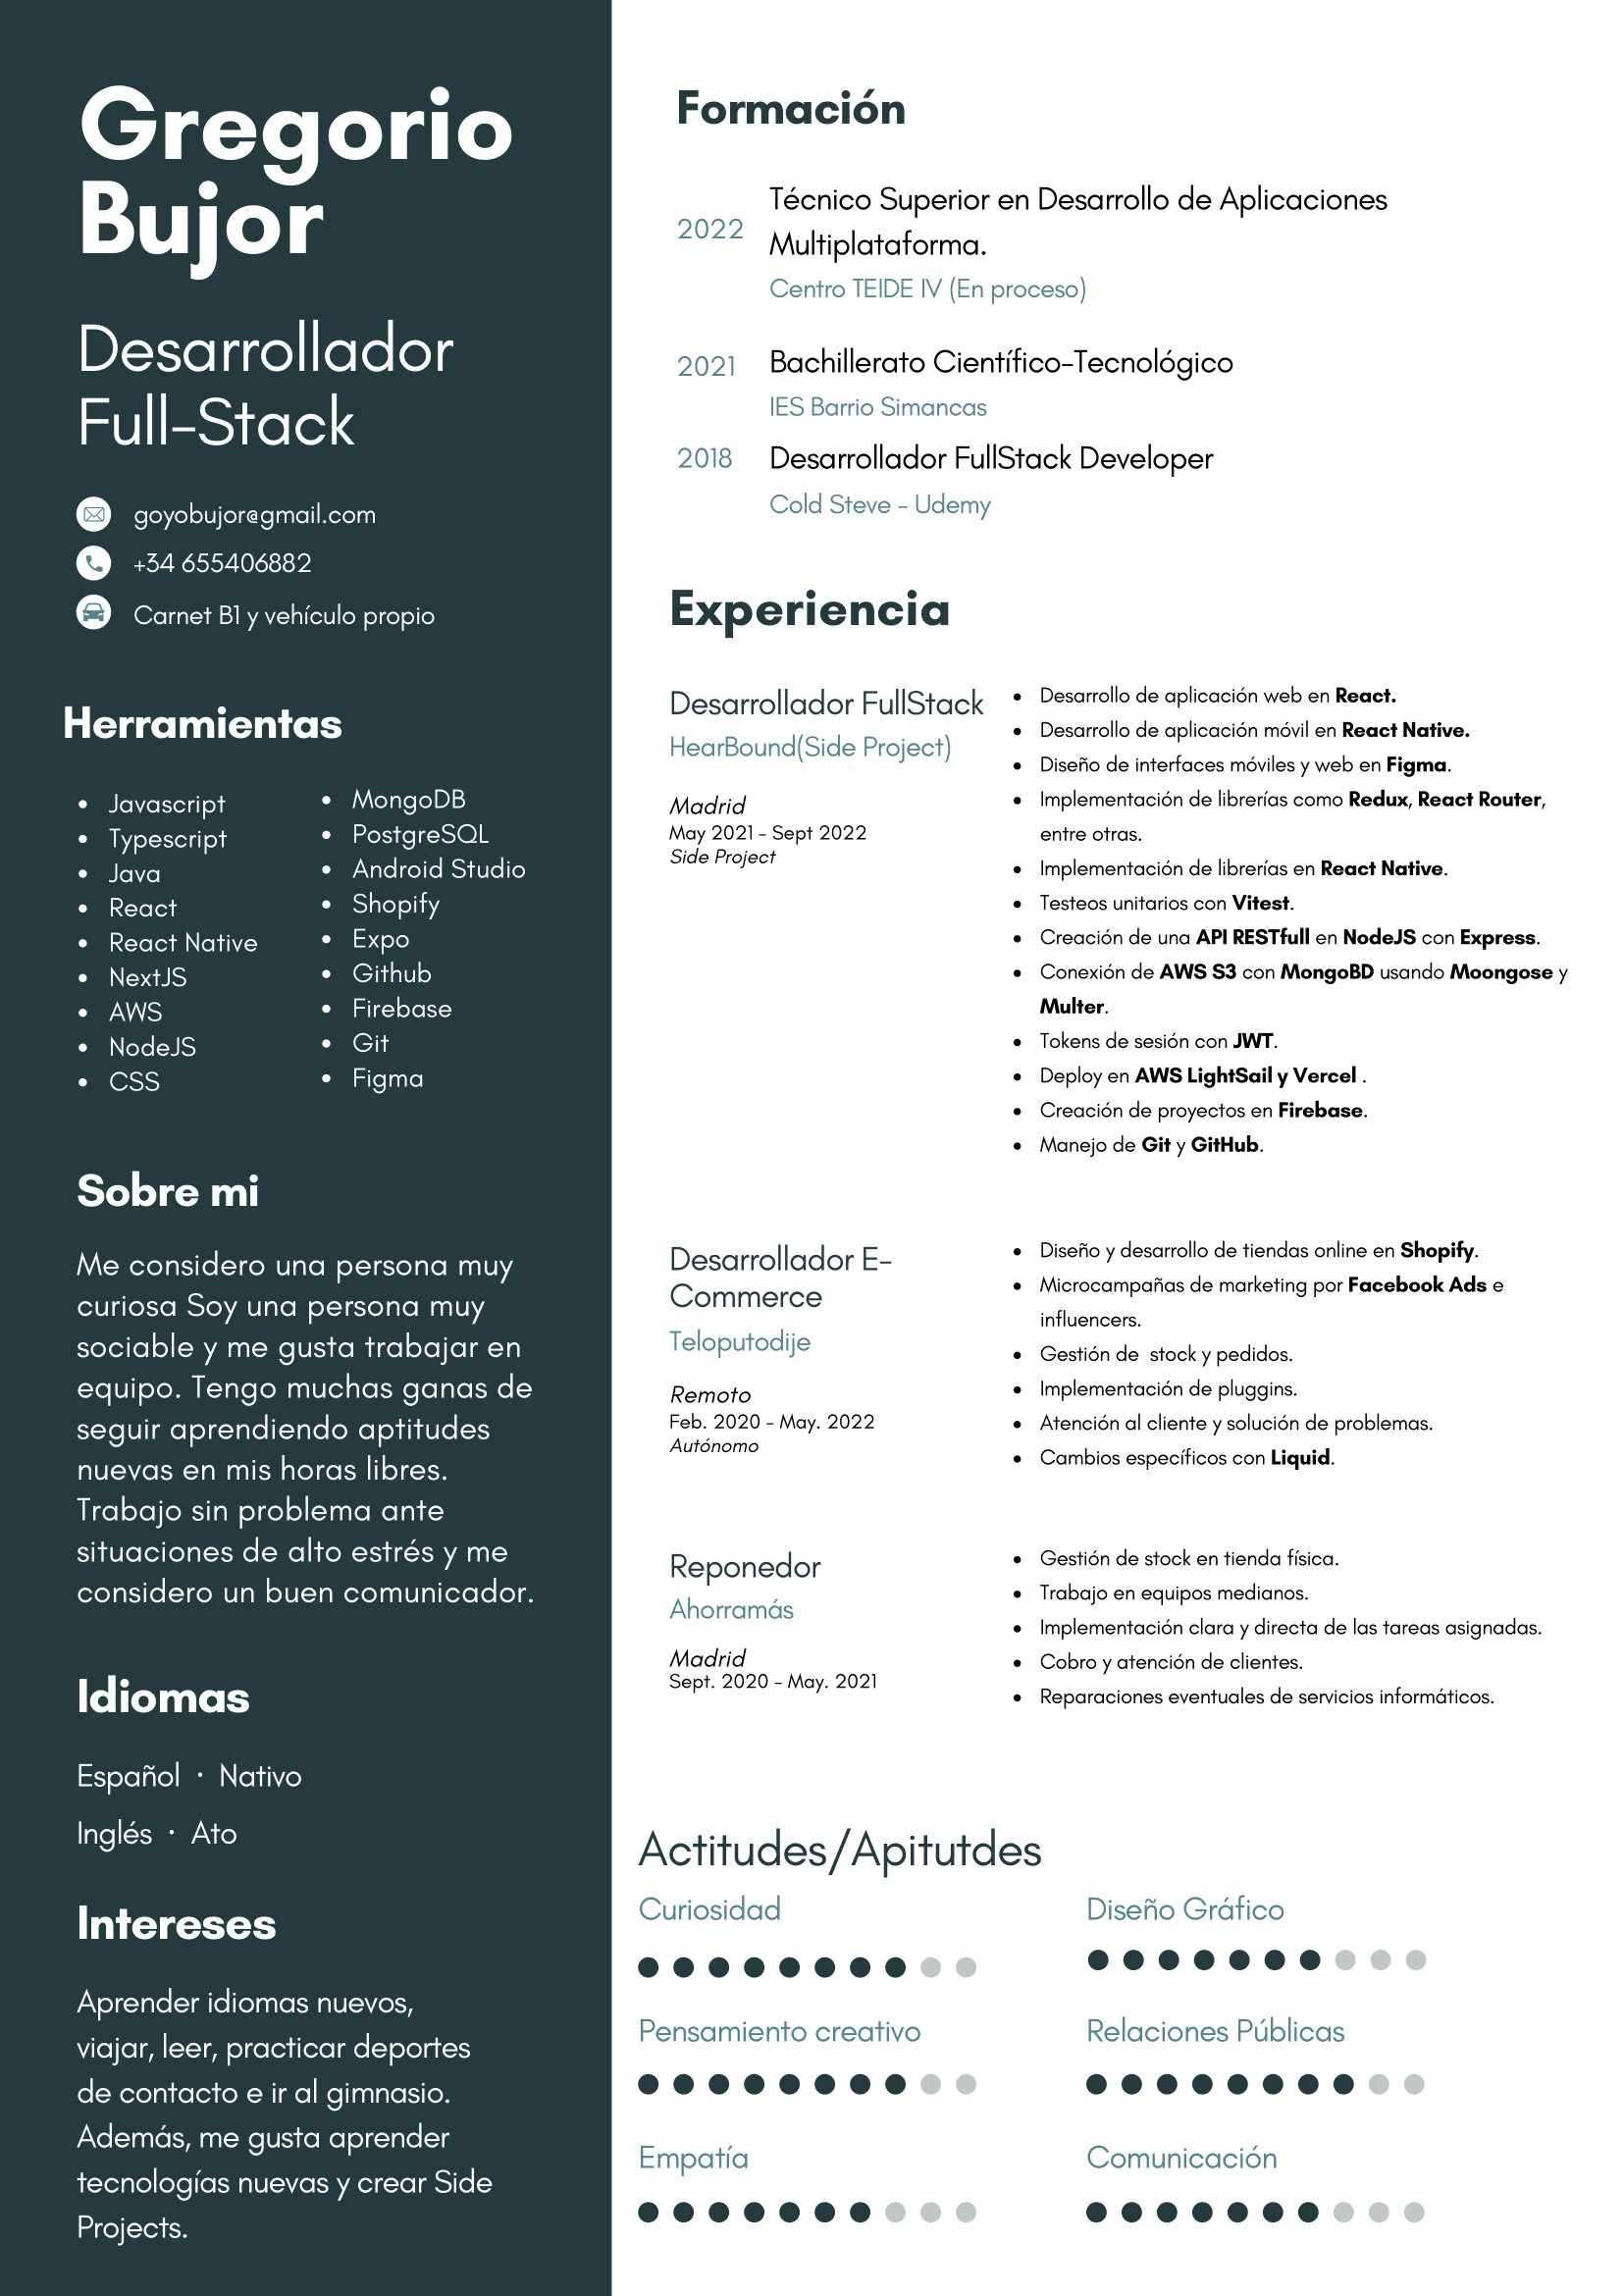 Gregorio
Bujor
Desarrollador
Full-Stack
goyobujor@gmail.com
+34 655406882
Carnet B1 y vehículo propio
Herramientas
• Javascript
• Typescript
• Java
• React
• React Native
• NextJS
• AWS
• NodeJS
• CSS
• MongoDB
• PostgreSQL
• Android Studio
• Shopify
• Expo
• Github
• Firebase
• Git
• Figma
Sobre mi
Me considero una persona muy
curiosa Soy una persona muy
sociable y me gusta trabajar en
equipo. Tengo muchas ganas de
seguir aprendiendo aptitudes
nuevas en mis horas libres.
Trabajo sin problema ante
situaciones de alto estrés y me
considero un buen comunicador.
Idiomas
Español · Nativo
Inglés · Ato
Intereses
Aprender idiomas nuevos,
viajar, leer, practicar deportes
de contacto e ir al gimnasio.
Además, me gusta aprender
tecnologías nuevas y crear Side
Projects.
Formación
2022
Técnico Superior en Desarrollo de Aplicaciones
Multiplataforma.
Centro TEIDE IV (En proceso)
2021 Bachillerato Científico-Tecnológico
IES Barrio Simancas
2018 Desarrollador FullStack Developer
Cold Steve - Udemy
Experiencia
Desarrollador FullStack
HearBound(Side Project)
Madrid
May 2021 - Sept 2022
Side Project
• Desarrollo de aplicación web en React.
• Desarrollo de aplicación móvil en React Native.
• Diseño de interfaces móviles y web en Figma.
• Implementación de librerías como Redux, React Router,
entre otras.
• Implementación de librerías en React Native.
• Testeos unitarios con Vitest.
• Creación de una API RESTfull en NodeJS con Express.
• Conexión de AWS S3 con MongoBD usando Moongose y
Multer.
• Tokens de sesión con JWT.
• Deploy en AWS LightSail y Vercel .
• Creación de proyectos en Firebase.
• Manejo de Git y GitHub.
Desarrollador E-
Commerce
Teloputodije
Remoto
Feb. 2020 - May. 2022
Autónomo
• Diseño y desarrollo de tiendas online en Shopify.
• Microcampañas de marketing por Facebook Ads e
influencers.
• Gestión de stock y pedidos.
• Implementación de pluggins.
• Atención al cliente y solución de problemas.
• Cambios específicos con Liquid.
Reponedor
Ahorramás
Madrid
Sept. 2020 - May. 2021
• Gestión de stock en tienda física.
• Trabajo en equipos medianos.
• Implementación clara y directa de las tareas asignadas.
• Cobro y atención de clientes.
• Reparaciones eventuales de servicios informáticos.
Actitudes/Apitutdes
Curiosidad
Diseño Gráfico
Pensamiento creativo
Relaciones Públicas
Empatía
Comunicación